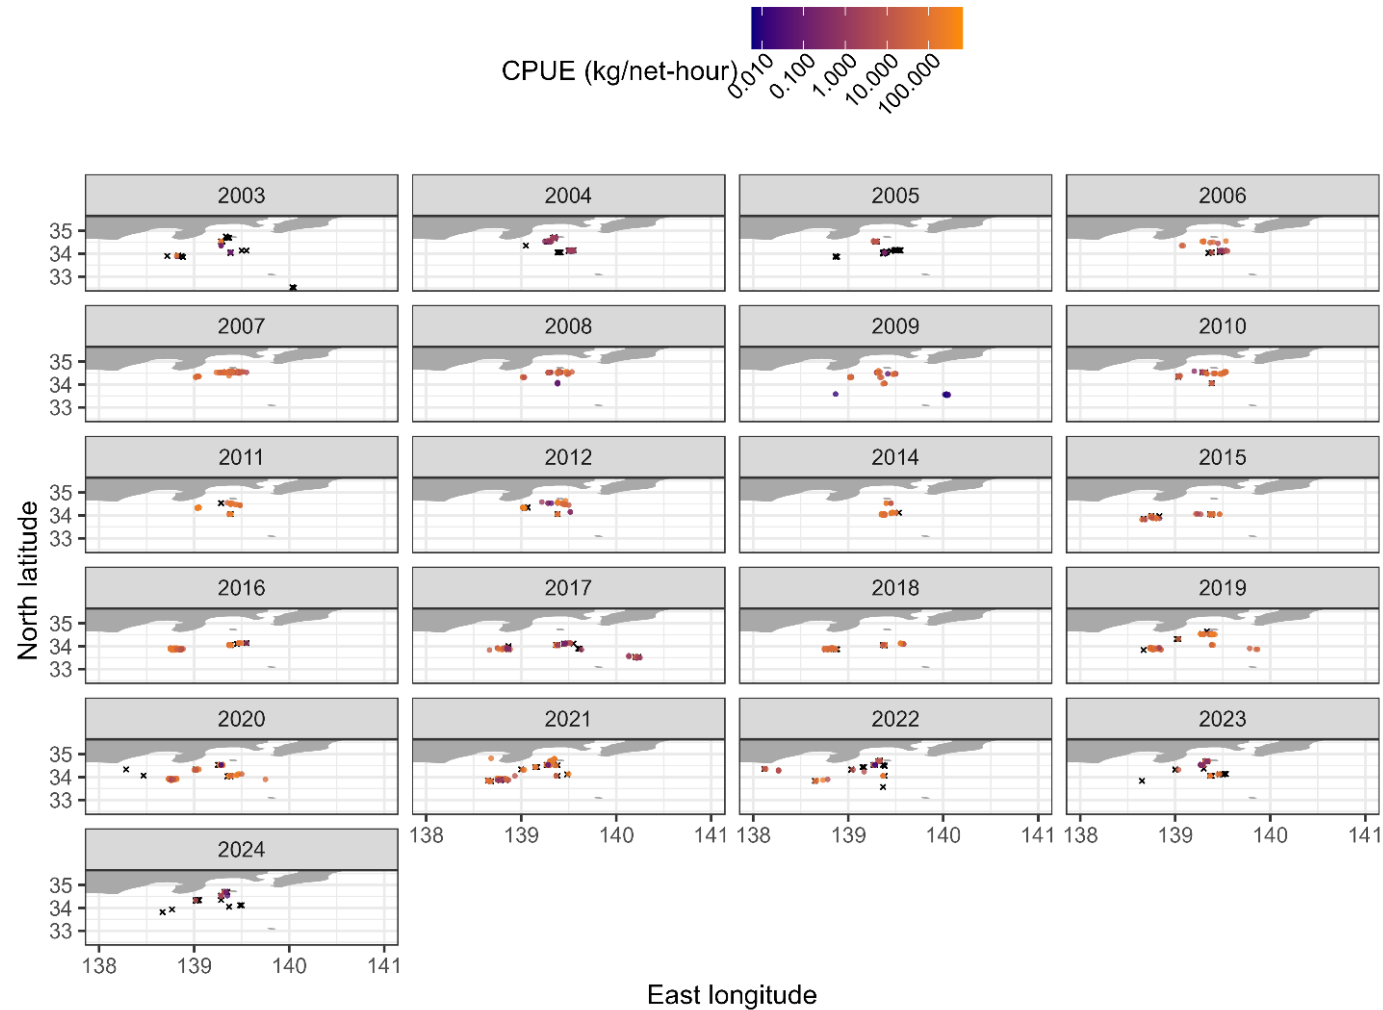 CPUE (kg/net-hour)
0.010 0.100 1.000 10.000 100.000
2003 2004 2005 2006
35
34
33
2007 2008 2009 2010
35
34
33
2011 2012 2014 2015
35
34
33
2016 2017 2018 2019
35
34
33
2020 2021 2022 2023
35
34
33
138 139 140 141 138 139 140 141 138 139 140 141
2024
35
34
33
138 139 140 141
North latitude
East longitude